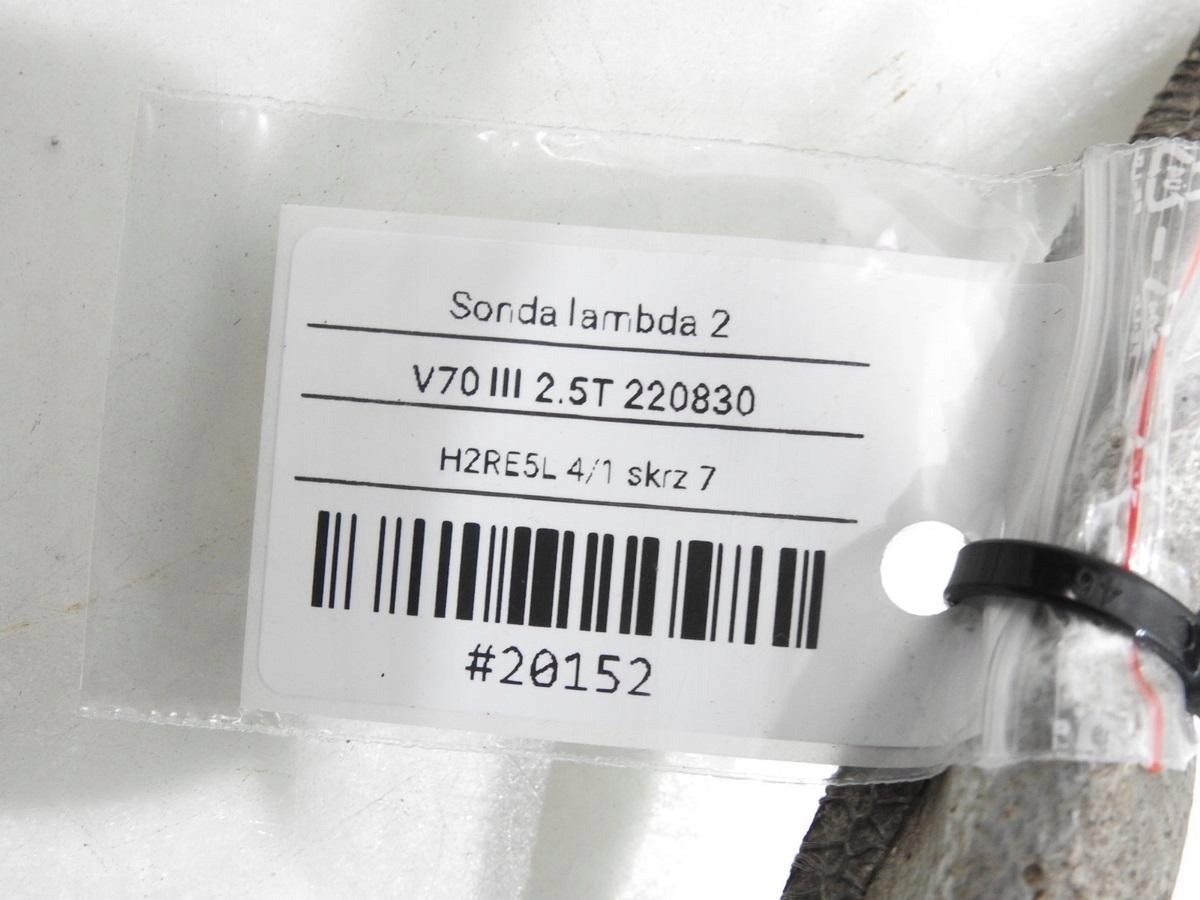 Sonda lambda 2
V70 III 2.5T 220830
H2RE5L 4/1 skrz 7
#20152